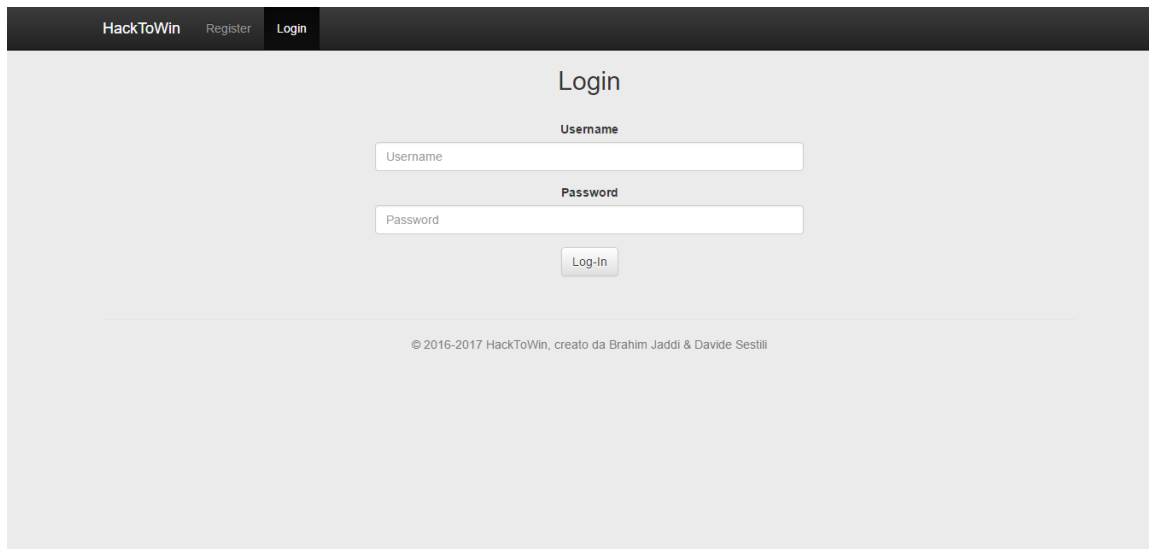 HackToWin Register Login
Login
Username
Username
Password
Password
Log-In
© 2016-2017 HackToWin, creato da Brahim Jaddi & Davide Sestili